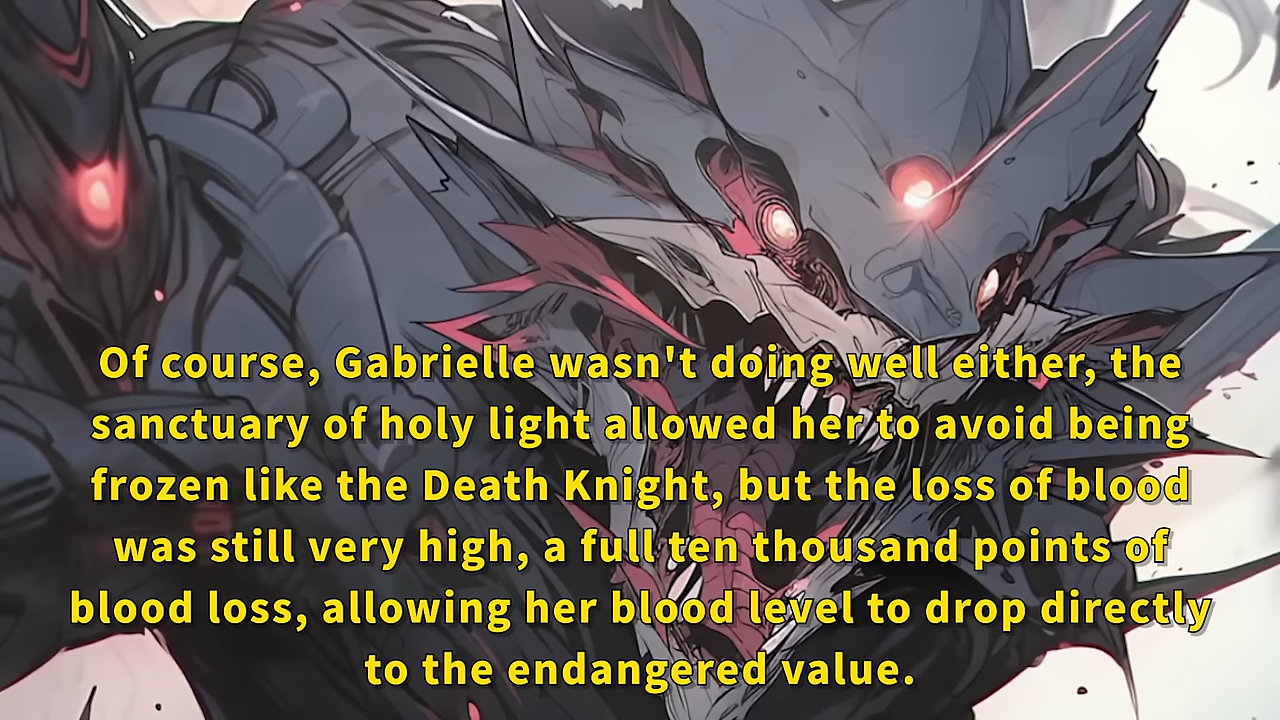 Of course, Gabrielle wasn't doing well either, the
sanctuary of holy light allowed her to avoid being
frozen like the Death Knight, but the loss of blood
was still very high, a full ten thousand points of
blood loss, allowing her blood level to drop directly
to the endangered value.